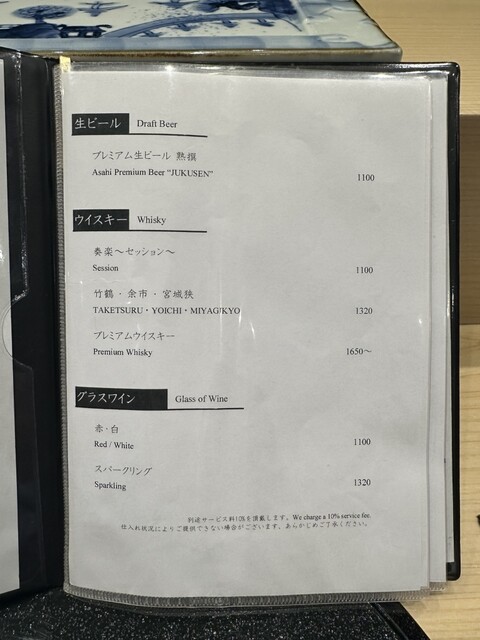 生ビール Draft Beer
プレミアム生ビール 熟撰
Asahi Premium Beer "JUKUSEN" 1100
ウイスキー Whisky
奏楽～セッション～
Session 1100
竹鶴・余市・宮城狭
TAKETSURU・YOICHI・MIYAGIKYO 1320
プレミアムウイスキー
Premium Whisky 1650～
グラスワイン Glass of Wine
赤・白
Red / White 1100
スパークリング
Sparkling 1320
別途サービス料10%を頂戴します。We charge a 10% service fee.
仕入れ状況によりご提供できない場合がございます。あらかじめご了承ください。